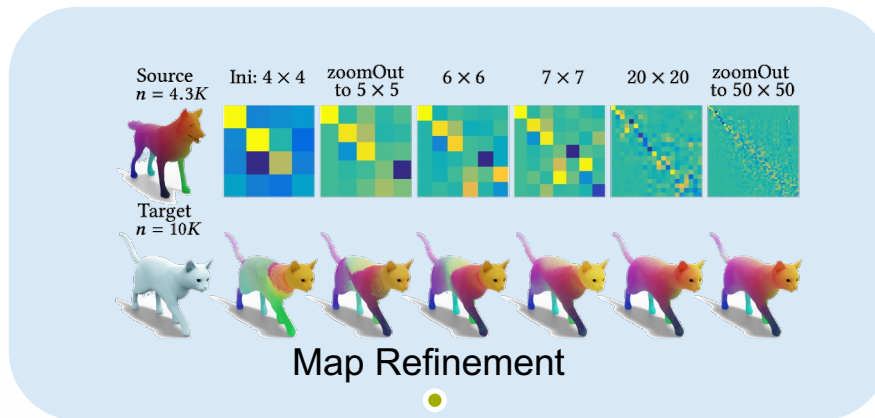 Source
n = 4.3K
Ini: 4 × 4
zoomOut
to 5 × 5
6 × 6
7 × 7
20 × 20
zoomOut
to 50 × 50
Target
n = 10K
Map Refinement